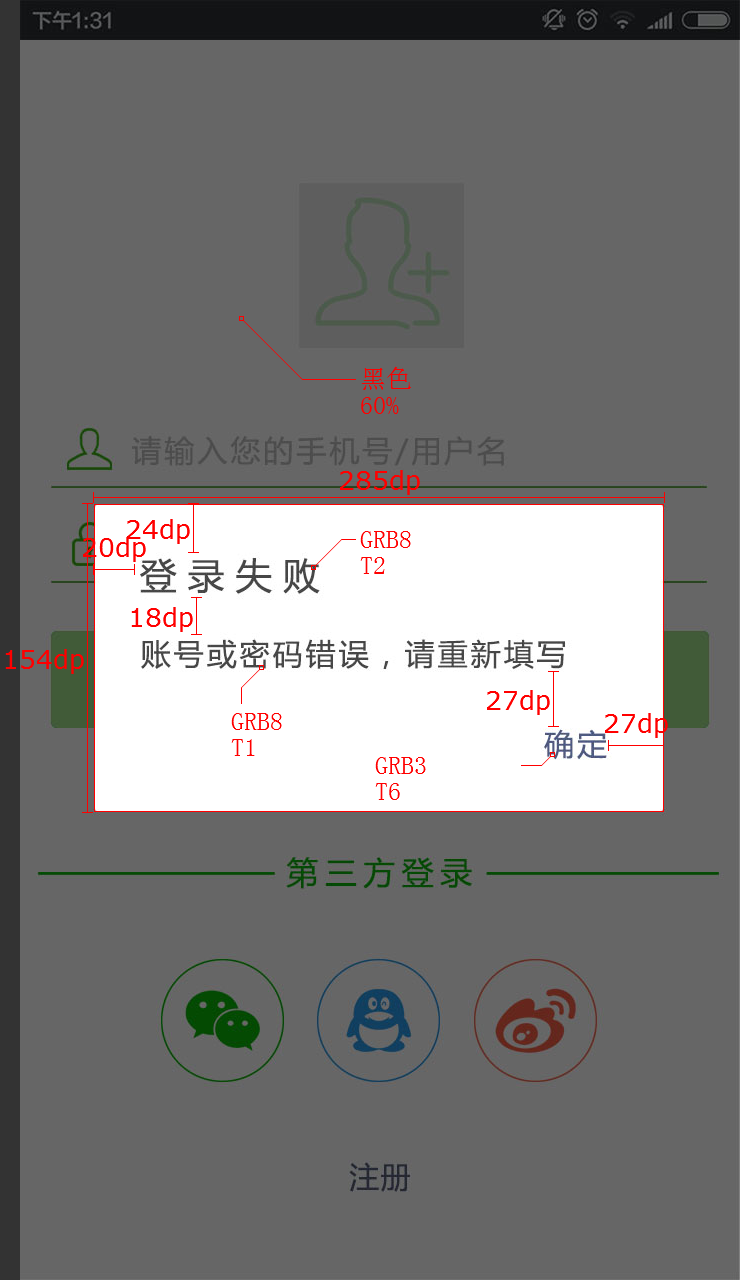 下午1:31
黑色
60%
请输入您的手机号/用户名
285dp
24dp
20dp
GRB8
T2
登录失败
18dp
154dp
账号或密码错误，请重新填写
27dp
GRB8
T1
27dp
确定
GRB3
T6
第三方登录
注册